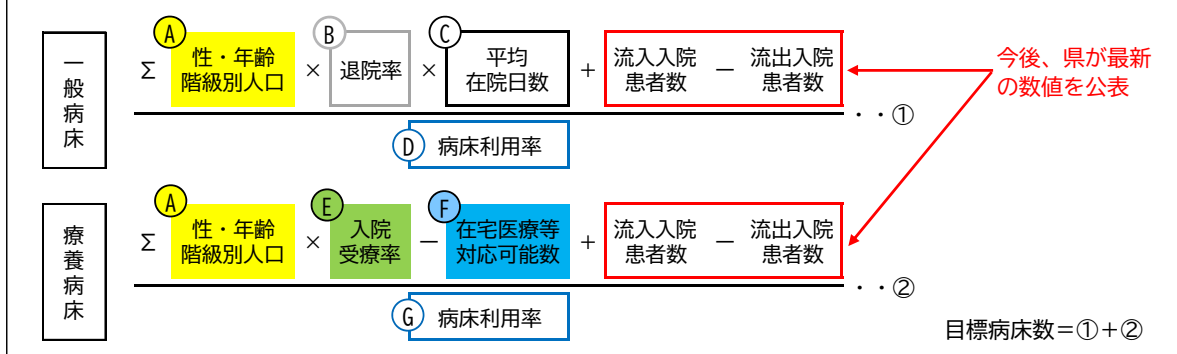 一般病床
Σ
A
性・年齢
階級別人口
×
B
退院率
×
C
平均
在院日数
+
流入入院
患者数
−
流出入院
患者数
今後、県が最新
の数値を公表
D
病床利用率
・・①
療養病床
Σ
A
性・年齢
階級別人口
×
E
入院
受療率
−
F
在宅医療等
対応可能数
+
流入入院
患者数
−
流出入院
患者数
G
病床利用率
・・②
目標病床数=①+②